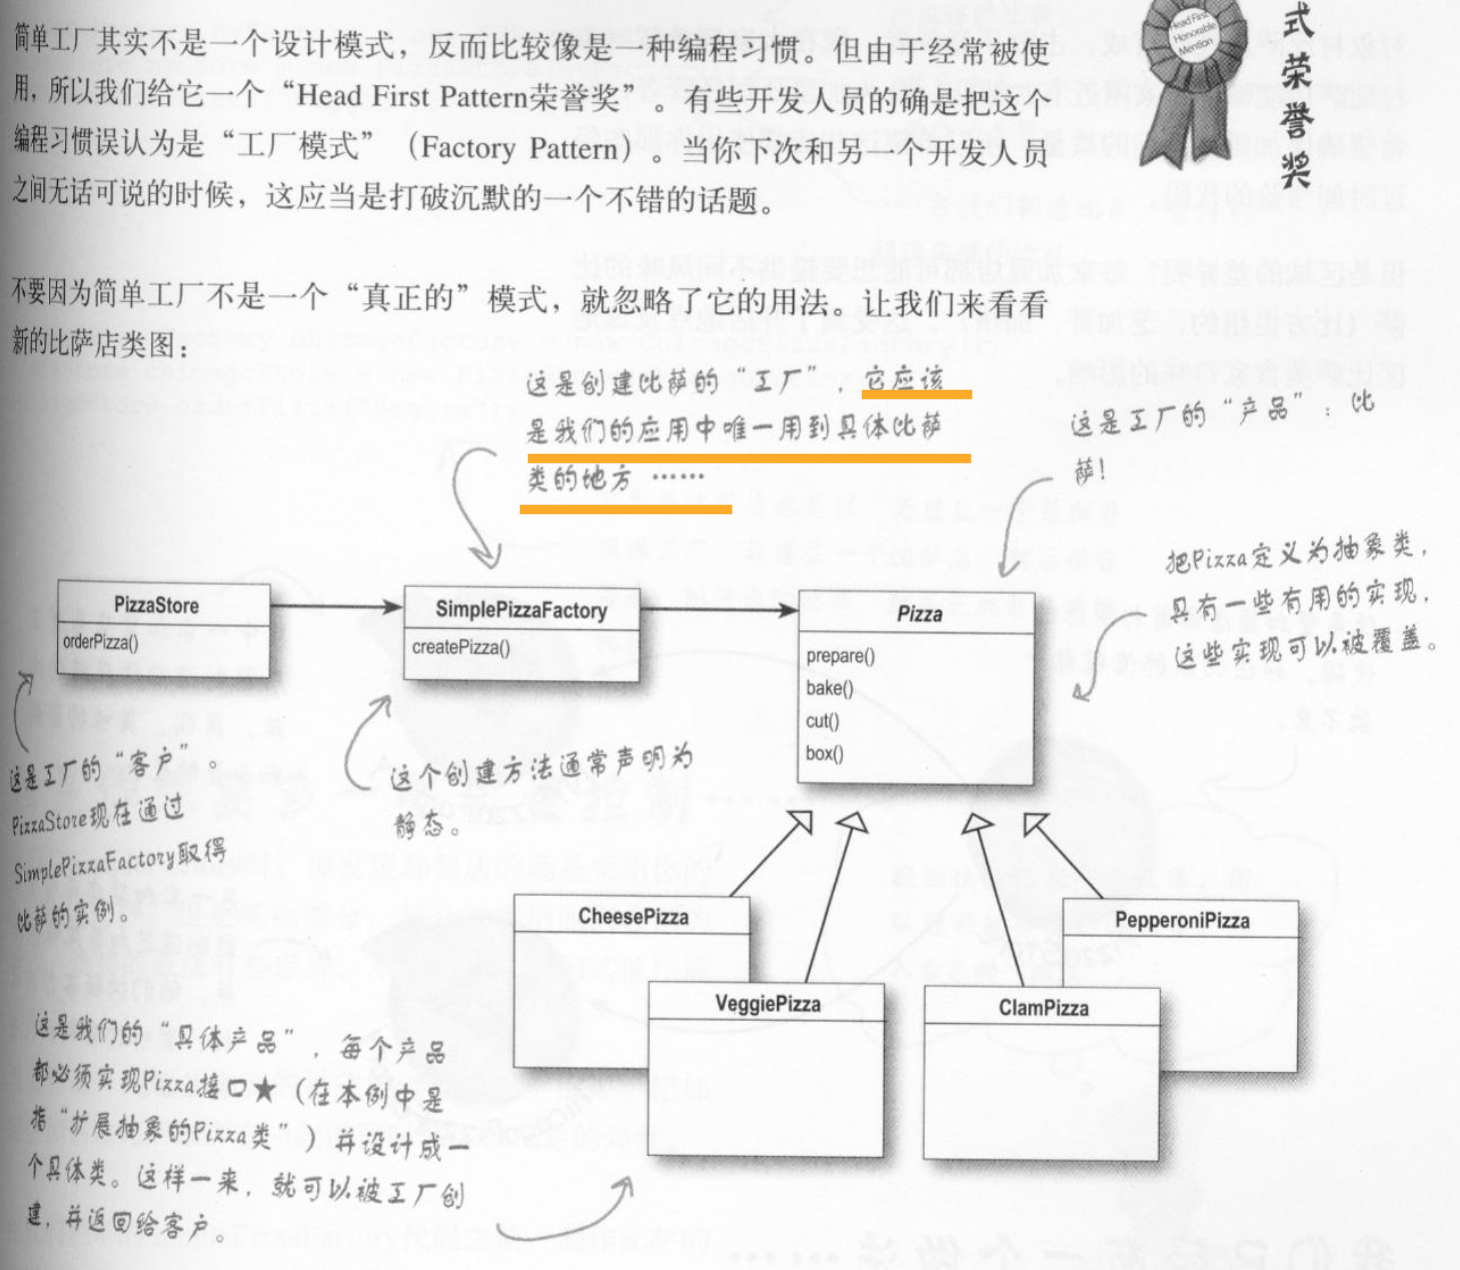 简单工厂其实不是一个设计模式，反而比较像是一种编程习惯。但由于经常被使
用，所以我们给它一个“Head First Pattern荣誉奖”。有些开发人员的确是把这个
编程习惯误认为是“工厂模式”（Factory Pattern）。当你下次和另一个开发人员
之间无话可说的时候，这应当是打破沉默的一个不错的话题。
Head First
Honorable
Mention
式荣誉奖
不要因为简单工厂不是一个“真正的”模式，就忽略了它的用法。让我们来看看
新的比萨店类图：
这是创建比萨的“工厂”．它应该
是我们的应用中唯一用到具体比萨
类的地方……
这是工厂的“产品”：比
萨！
把Pizza定义为抽象类，
具有一些有用的实现，
这些实现可以被覆盖。
PizzaStore
orderPizza()
SimplePizzaFactory
createPizza()
Pizza
prepare()
bake()
cut()
box()
这是工厂的“客户”。
PizzaStore现在通过
SimplePizzaFactory取得
比萨的实例。
这个创建方法通常声明为
静态。
CheesePizza
VeggiePizza
ClamPizza
PepperoniPizza
这是我们的“具体产品”，每个产品
都必须实现Pizza接口★（在本例中是
指“扩展抽象的Pizza类”）并设计成一
个具体类。这样一来，就可以被工厂创
建，并返回给客户。